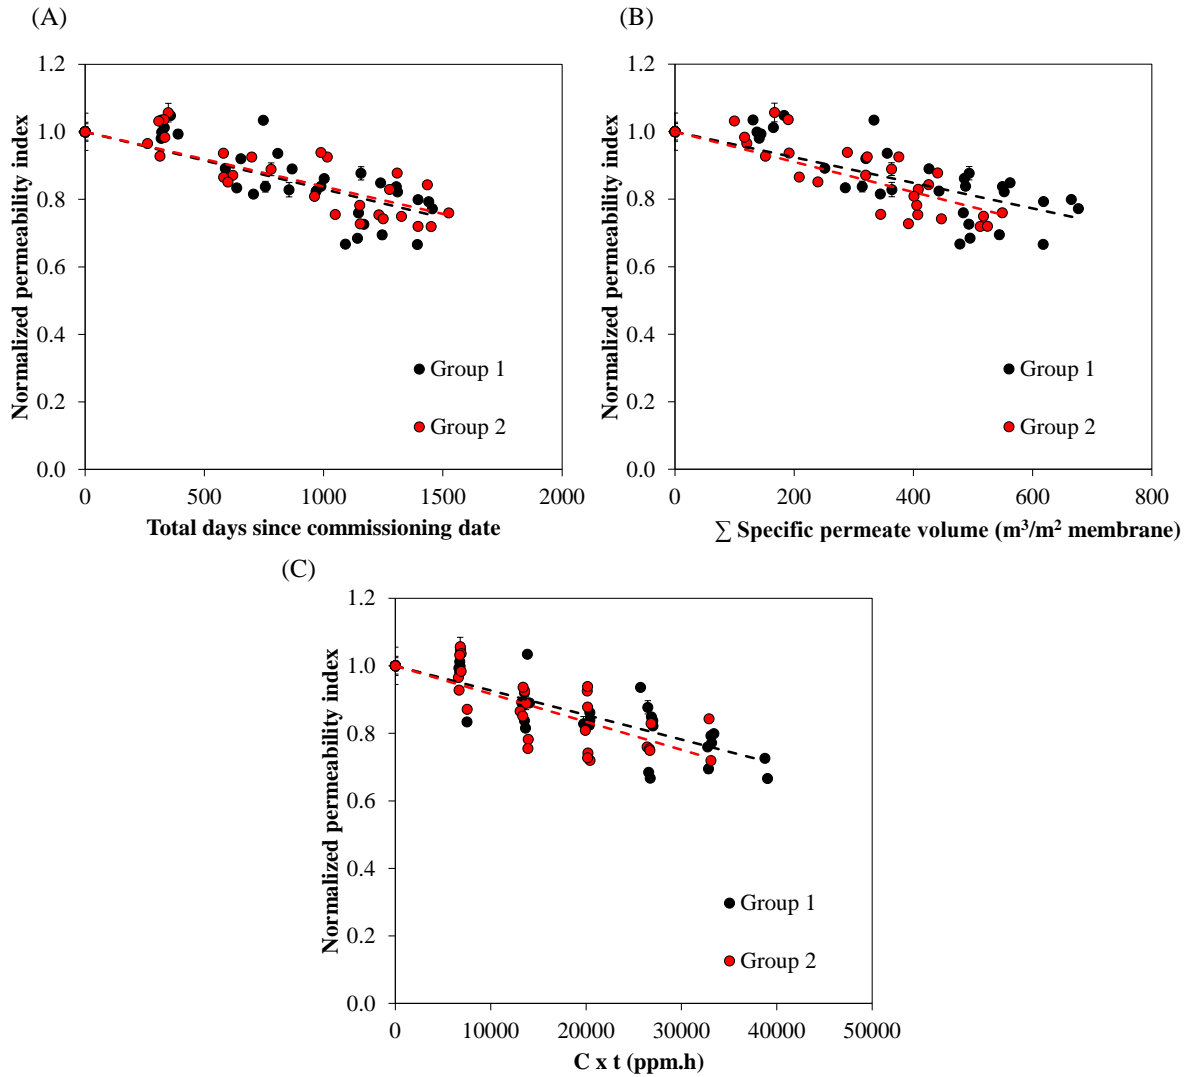 (A)
1.2
1.0
0.8
0.6
0.4
0.2
0.0
0 500 1000 1500 2000
Normalized permeability index
Total days since commissioning date
Group 1
Group 2
(B)
1.2
1.0
0.8
0.6
0.4
0.2
0.0
0 200 400 600 800
Normalized permeability index
∑ Specific permeate volume (m³/m² membrane)
Group 1
Group 2
(C)
1.2
1.0
0.8
0.6
0.4
0.2
0.0
0 10000 20000 30000 40000 50000
Normalized permeability index
C x t (ppm.h)
Group 1
Group 2